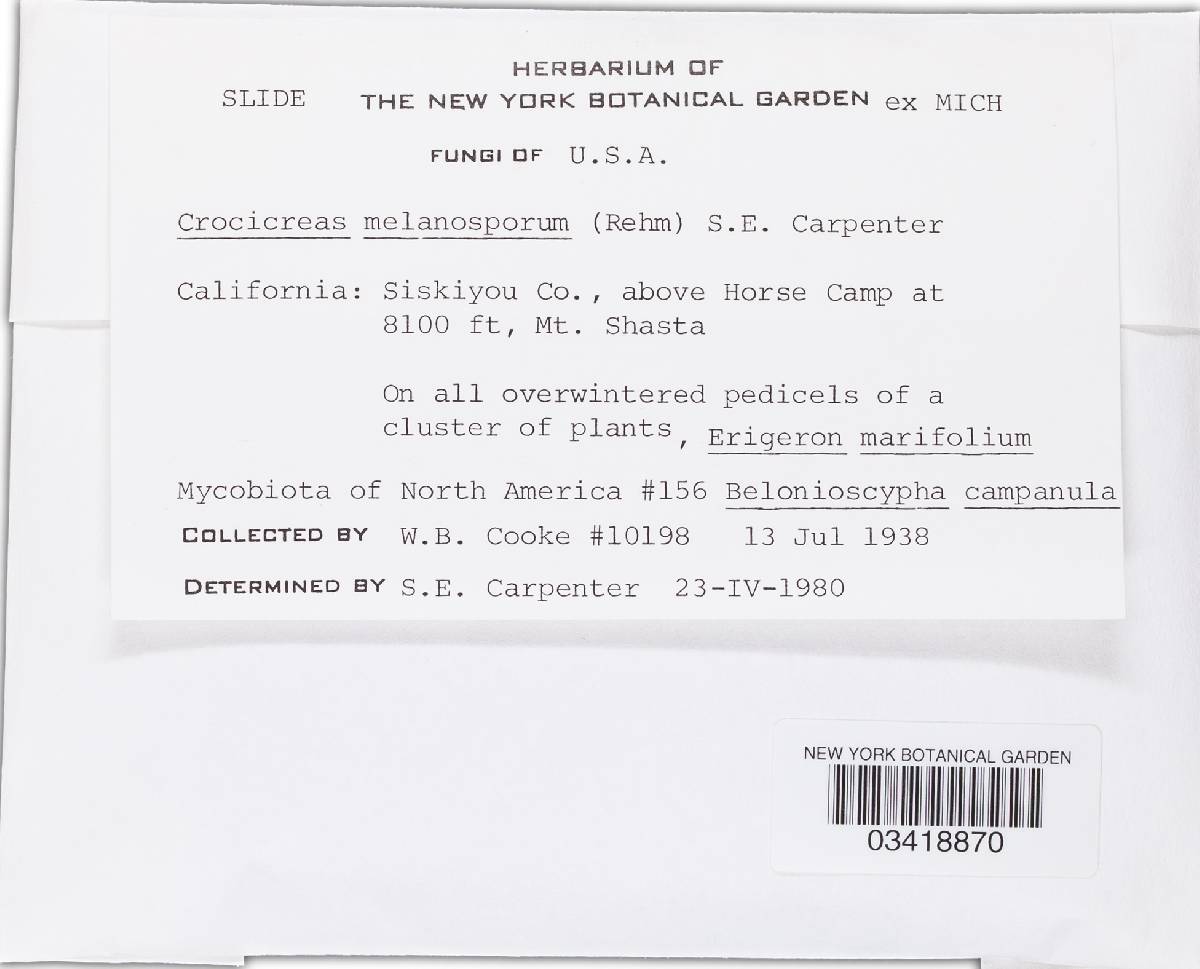 HERBARIUM OF
SLIDE THE NEW YORK BOTANICAL GARDEN ex MICH
FUNGI OF U.S.A.
Crocicreas melanosporum (Rehm) S.E. Carpenter
California: Siskiyou Co., above Horse Camp at
8100 ft, Mt. Shasta
On all overwintered pedicels of a
cluster of plants, Erigeron marifolium
Mycobiota of North America #156 Belonioscypha campanula
COLLECTED BY W.B. Cooke #10198 13 Jul 1938
DETERMINED BY S.E. Carpenter 23-IV-1980
NEW YORK BOTANICAL GARDEN
03418870